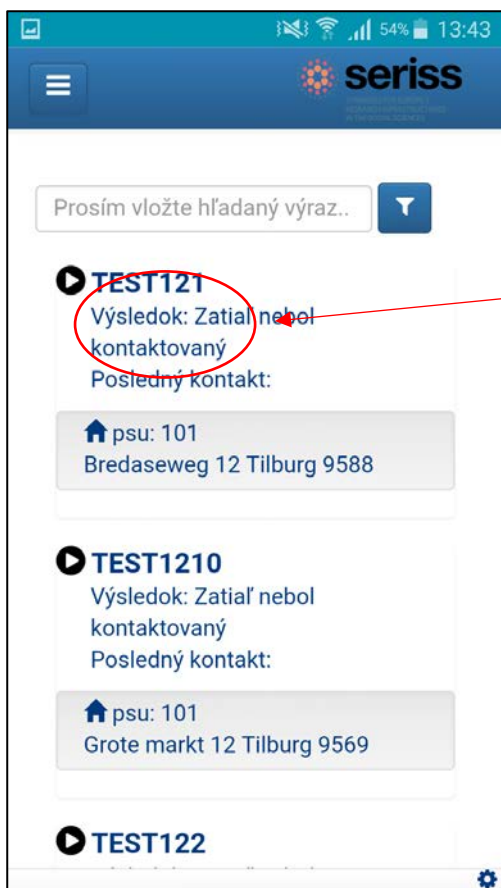 54% 13:43
seriss
Prosím vložte hľadaný výraz..
TEST121
Výsledok: Zatiaľ nebol
kontaktovaný
Posledný kontakt:
psu: 101
Bredaseweg 12 Tilburg 9588
TEST1210
Výsledok: Zatiaľ nebol
kontaktovaný
Posledný kontakt:
psu: 101
Grote markt 12 Tilburg 9569
TEST122